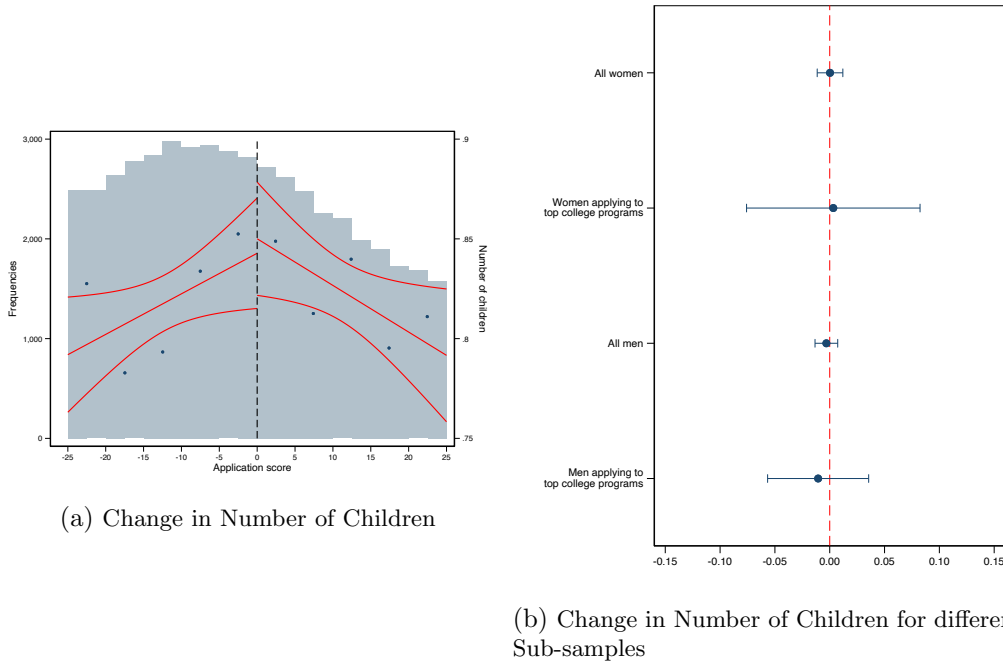 3,000
2,000
1,000
0
Frequencies
.9
.85
.8
.75
Number of children
-25 -20 -15 -10 -5 0 5 10 15 20 25
Application score
(a) Change in Number of Children
All women
Women applying to
top college programs
All men
Men applying to
top college programs
-0.15 -0.10 -0.05 0.00 0.05 0.10 0.15
(b) Change in Number of Children for differen
Sub-samples